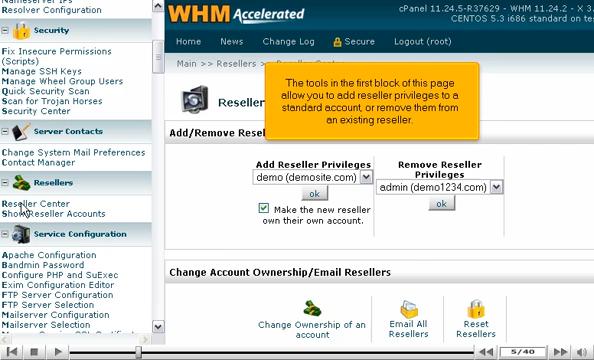 Nameserver IPs
Resolver Configuration
Security
Fix Insecure Permissions
(Scripts)
Manage SSH Keys
Manage Wheel Group Users
Quick Security Scan
Scan for Trojan Horses
Security Center
Server Contacts
Change System Mail Preferences
Contact Manager
Resellers
Reseller Center
Show Reseller Accounts
Service Configuration
Apache Configuration
Bandmin Password
Configure PHP and SuExec
Exim Configuration Editor
FTP Server Configuration
FTP Server Selection
Mailserver Configuration
Mailserver Selection
WHM Accelerated
cPanel 11.24.5-R37629 - WHM 11.24.2 - X 3.
CENTOS 5.3 i686 standard on
Home News Change Log Secure Logout (root)
Main >> Resellers >> Reseller Center
Reseller
The tools in the first block of this page
allow you to add reseller privileges to a
standard account, or remove them from
an existing reseller.
Add/Remove Rese
Add Reseller Privileges
demo (demosite.com)
ok
Make the new reseller
own their own account.
Remove Reseller
Privileges
admin (demo1234.com)
ok
Change Account Ownership/Email Resellers
Change Ownership of an
account
Email All
Resellers
Reset
Resellers
5/40